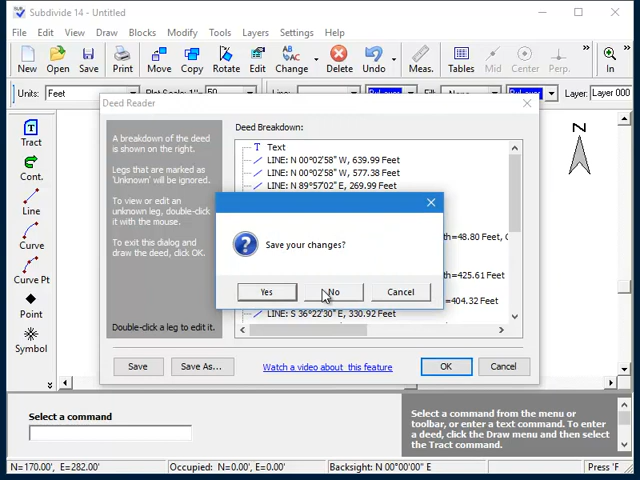 Subdivide 14 - Untitled
File Edit View Draw Blocks Modify Tools Layers Settings Help
New Open Save Print Move Copy Rotate Edit Change Delete Undo Meas. Tables Mid Center Perp. In
Units: Feet 50 Layer: Layer 000
Deed Reader
Tract
Cont.
Line
Curve
Curve Pt
Point
Symbol
A breakdown of the deed
is shown on the right.
Legs that are marked as
'Unknown' will be ignored.
To view or edit an
unknown leg, double-click
it with the mouse.
To exit this dialog and
draw the deed, click OK.
Double-click a leg to edit it.
Deed Breakdown:
Text
LINE: N 00°02'58" W, 639.99 Feet
LINE: N 00°02'58" W, 577.38 Feet
LINE: N 89°57'02" E, 269.99 Feet
th=48.80 Feet, C
=425.61 Feet
=404.32 Feet
LINE: S 36°22'30" E, 330.92 Feet
Save your changes?
Yes No Cancel
Save Save As... Watch a video about this feature OK Cancel
N
Select a command
Select a command from the menu or
toolbar, or enter a text command. To enter
a deed, click the Draw menu and then select
the Tract command.
N=170.00', E=282.00' Occupied: N=0.00', E=0.00' Backsight: N 00°00'00" E Press 'F